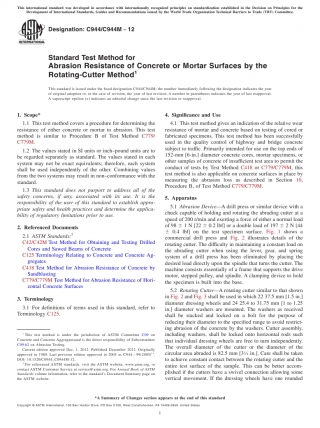 This international standard was developed in accordance with internationally recognized principles on standardization established in the Decision on Principles for the
Development of International Standards, Guides and Recommendations issued by the World Trade Organization Technical Barriers to Trade (TBT) Committee.
Designation: C944/C944M − 12
INTERNATIONAL
Standard Test Method for
Abrasion Resistance of Concrete or Mortar Surfaces by the
Rotating-Cutter Method1
This standard is issued under the fixed designation C944/C944M; the number immediately following the designation indicates the year
of original adoption or, in the case of revision, the year of last revision. A number in parentheses indicates the year of last reapproval.
A superscript epsilon (ε) indicates an editorial change since the last revision or reapproval.
1. Scope*
1.1 This test method covers a procedure for determining the
resistance of either concrete or mortar to abrasion. This test
method is similar to Procedure B of Test Method C779/
C779M.
1.2 The values stated in SI units or inch-pound units are to
be regarded separately as standard. The values stated in each
system may not be exact equivalents; therefore, each system
shall be used independently of the other. Combining values
from the two systems may result in non-conformance with the
standard.
1.3 This standard does not purport to address all of the
safety concerns, if any, associated with its use. It is the
responsibility of the user of this standard to establish appro-
priate safety and health practices and determine the applica-
bility of regulatory limitations prior to use.
2. Referenced Documents
2.1 ASTM Standards:2
C42/C42M Test Method for Obtaining and Testing Drilled
Cores and Sawed Beams of Concrete
C125 Terminology Relating to Concrete and Concrete Ag-
gregates
C418 Test Method for Abrasion Resistance of Concrete by
Sandblasting
C779/C779M Test Method for Abrasion Resistance of Hori-
zontal Concrete Surfaces
3. Terminology
3.1 For definitions of terms used in this standard, refer to
Terminology C125.
1 This test method is under the jurisdiction of ASTM Committee C09 on
Concrete and Concrete Aggregates and is the direct responsibility of Subcommittee
Current edition approved Dec. 1, 2012. Published December 2012. Originally
approved in 1980. Last previous edition approved in 2005 as
2 For referenced ASTM standards, visit the ASTM website, www.astm.org, or
contact ASTM Customer Service at service@astm.org. For Annual Book of ASTM
Standards volume information, refer to the standard's Document Summary page on
the ASTM website.
4. Significance and Use
4.1 This test method gives an indication of the relative wear
resistance of mortar and concrete based on testing of cored or
fabricated specimens. This test method has been successfully
used in the quality control of highway and bridge concrete
subject to traffic. Primarily intended for use on the top ends of
152-mm [6-in.] diameter concrete cores, mortar specimens, or
other samples of concrete of insufficient test area to permit the
conduct of tests by Test Method C418 or C779/C779M, this
test method is also applicable on concrete surfaces in place by
measuring the abrasion loss as described in Section 10,
Procedure B, of Test Method C779/C779M.
5. Apparatus
5.1 Abrasion Device—A drill press or similar device with a
chuck capable of holding and rotating the abrading cutter at a
speed of 200 r/min and exerting a force of either a normal load
of 98 ± 1 N [22 ± 0.2 lbf] or a double load of 197 ± 2 N [44
± 0.4 lbf] on the test specimen surface. Fig. 1 shows a
commercial drill press and Fig. 2 illustrates details of the
rotating cutter. The difficulty in maintaining a constant load on
the abrading cutter when using the lever, gear, and spring
system of a drill press has been eliminated by placing the
desired load directly upon the spindle that turns the cutter. The
machine consists essentially of a frame that supports the drive
motor, stepped pulley, and spindle. A clamping device to hold
the specimen is built into the base.
5.2 Rotating Cutter—A rotating cutter similar to that shown
in Fig. 2 and Fig. 3 shall be used in which 22 37.5 mm [1.5 in.]
diameter dressing wheels and 24 25.4 to 31.75 mm [1 to 1.25
in.] diameter washers are mounted. The washers as received
shall be stacked and locked on a bolt for the purpose of
reducing their diameter to the specified range to avoid restrict-
ing abrasion of the concrete by the washers. Cutter assembly,
including washers, shall be locked onto horizontal rods such
that individual dressing wheels are free to turn independently.
The overall diameter of the cutter or the diameter of the
circular area abraded is 82.5 mm [3¼ in.]. Care shall be taken
to achieve constant contact between the rotating cutter and the
entire test surface of the sample. This can be better accom-
plished if the cutters have a swivel connection allowing some
vertical movement. If the dressing wheels have one rounded
*A Summary of Changes section appears at the end of this standard
Copyright © ASTM International, 100 Barr Harbor Drive, PO Box C700, West Conshohocken, PA 19428-2959. United States
1